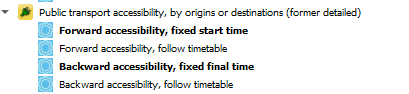 Public transport accessibility, by origins or destinations (former detailed)
Forward accessibility, fixed start time
Forward accessibility, follow timetable
Backward accessibility, fixed final time
Backward accessibility, follow timetable